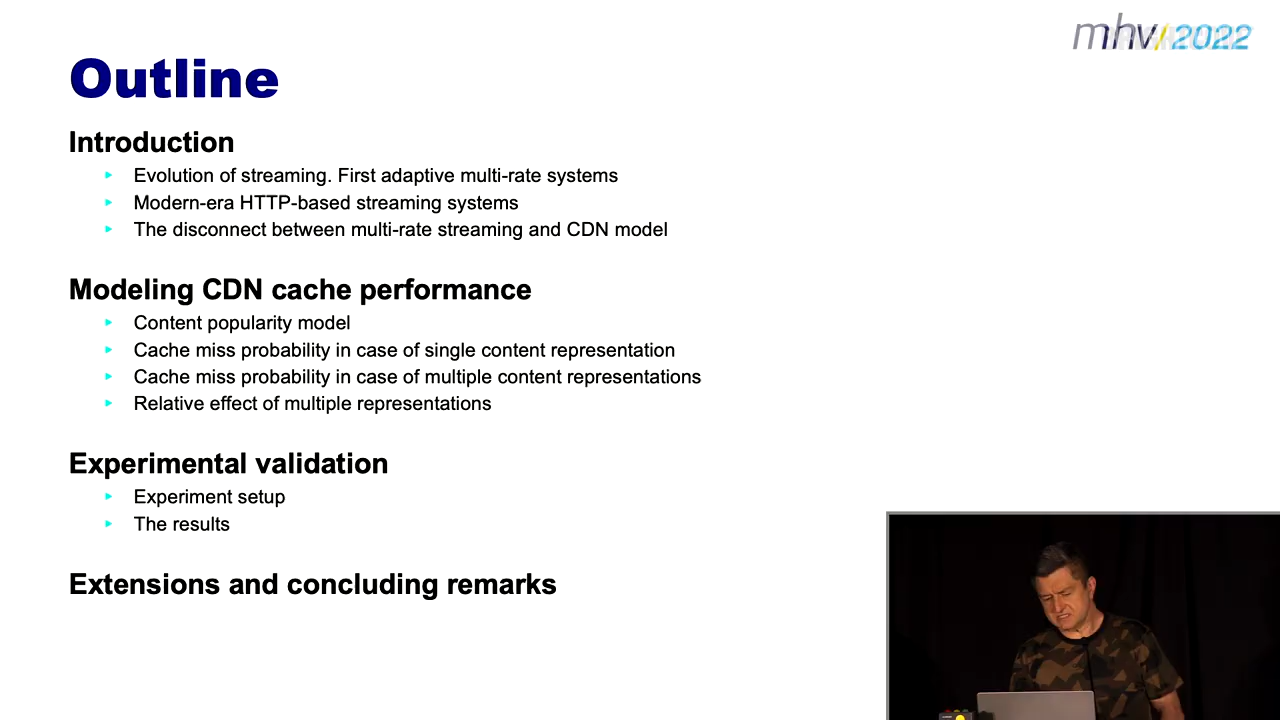 mhv/2022
Outline
Introduction
Evolution of streaming. First adaptive multi-rate systems
Modern-era HTTP-based streaming systems
The disconnect between multi-rate streaming and CDN model
Modeling CDN cache performance
Content popularity model
Cache miss probability in case of single content representation
Cache miss probability in case of multiple content representations
Relative effect of multiple representations
Experimental validation
Experiment setup
The results
Extensions and concluding remarks